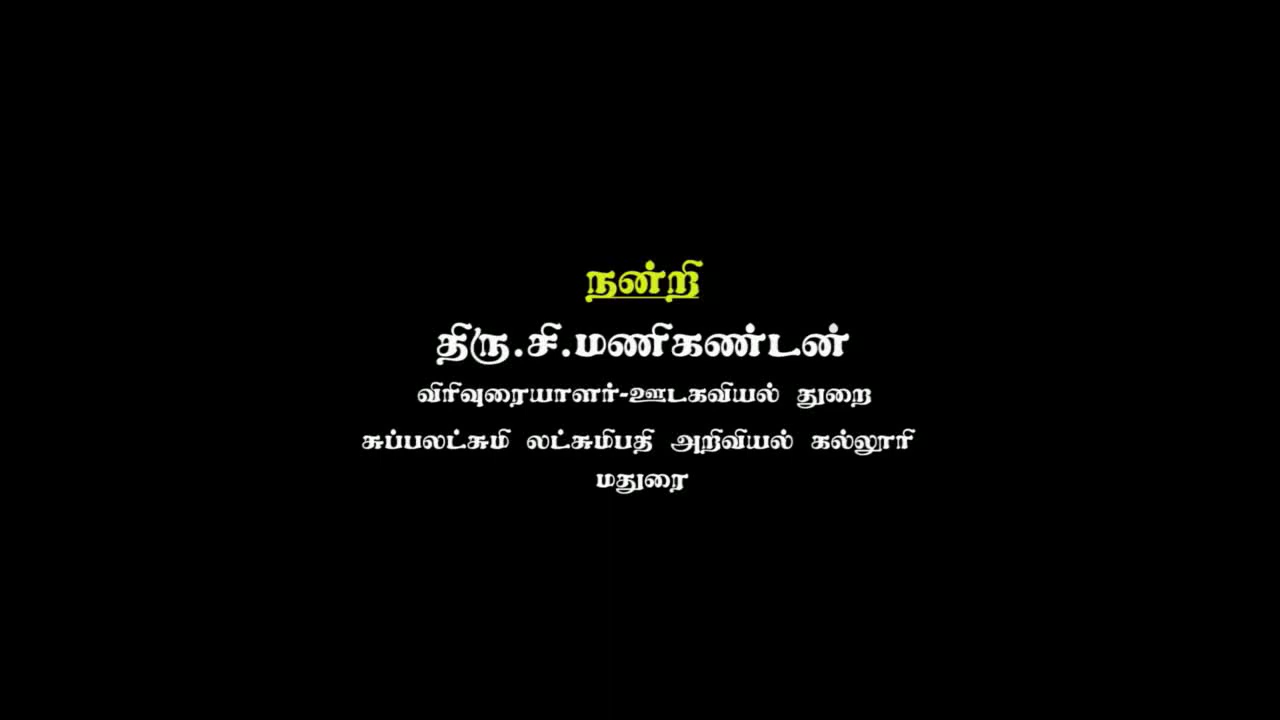 நன்றி
திரு.சி.மணிகண்டன்
விரிவுரையாளர்-ஊடகவியல் துறை
சுப்பலட்சுமி லட்சுமிபதி அறிவியல் கல்லூரி
மதுரை